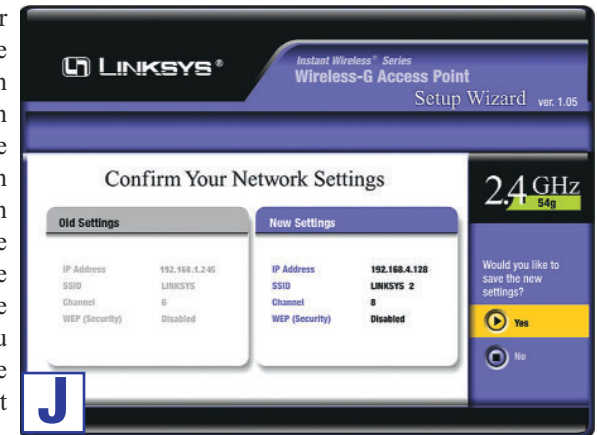 r
e
n
n
e
n
n
e
e
e
u
e
t
LINKSYS®
Instant Wireless® Series
Wireless-G Access Point
Setup Wizard ver. 1.05
Confirm Your Network Settings
2.4 GHz
54g
Old Settings
IP Address 192.168.1.245
SSID LINKSYS
Channel 6
WEP (Security) Disabled
New Settings
IP Address 192.168.4.128
SSID LINKSYS 2
Channel 8
WEP (Security) Disabled
Would you like to
save the new
settings?
Yes
No
J